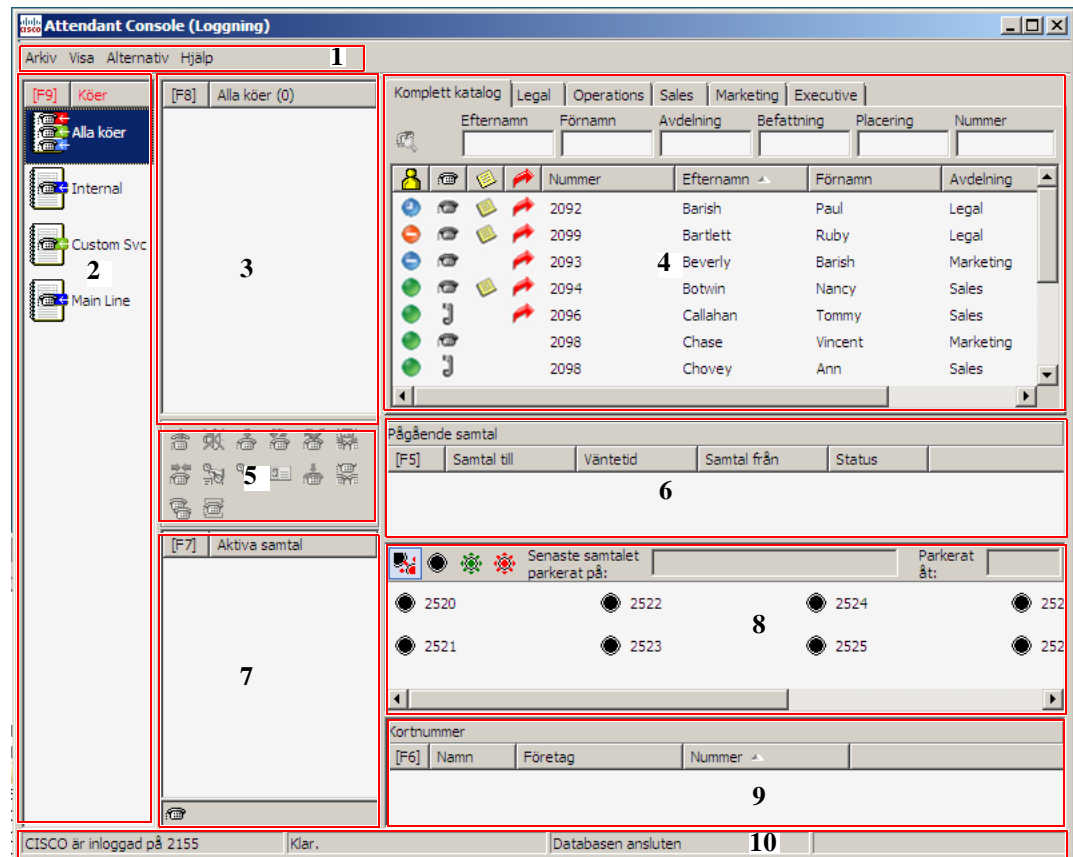 cisco Attendant Console (Loggning)
Arkiv Visa Alternativ Hjälp 1
[F9] Köer
Alla köer
Internal
Custom Svc
2
Main Line
[F8] Alla köer (0)
3
Komplett katalog Legal Operations Sales Marketing Executive
Efternamn Förnamn Avdelning Befattning Placering Nummer
Nummer Efternamn Förnamn Avdelning
2092 Barish Paul Legal
2099 Bartlett Ruby Legal
2093 Beverly Barish Marketing
4
2094 Botwin Nancy Sales
2096 Callahan Tommy Sales
2098 Chase Vincent Marketing
2098 Chovey Ann Sales
5
Pågående samtal
[F5] Samtal till Väntetid Samtal från Status
6
[F7] Aktiva samtal
7
Senaste samtalet parkerat på:
Parkerat åt:
2520 2522 2524 252
8
2521 2523 2525 252
Kortnummer
[F6] Namn Företag Nummer
9
CISCO är inloggad på 2155 Klar. Databasen ansluten 10